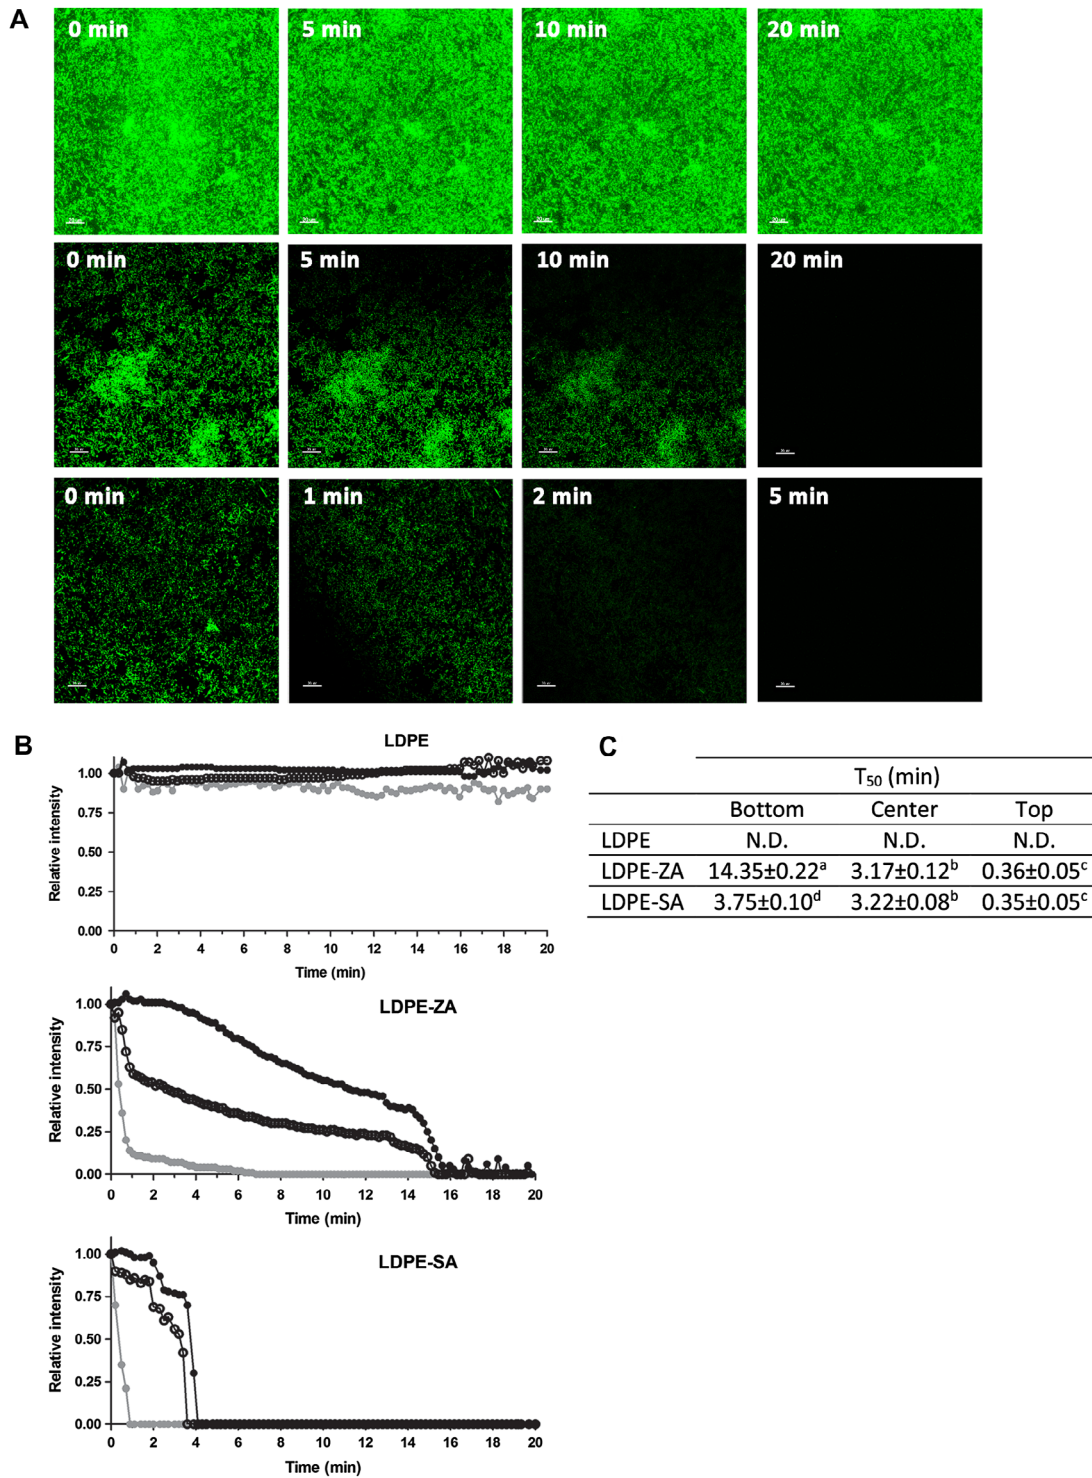 A
0 min 5 min 10 min 20 min
20 µm 20 µm 20 µm
0 min 5 min 10 min 20 min
0 min 1 min 2 min 5 min
B
LDPE
1.00
0.75
0.50
0.25
0.00
Relative intensity
0 2 4 6 8 10 12 14 16 18 20
Time (min)
LDPE-ZA
1.00
0.75
0.50
0.25
0.00
Relative intensity
0 2 4 6 8 10 12 14 16 18 20
Time (min)
LDPE-SA
1.00
0.75
0.50
0.25
0.00
Relative intensity
0 2 4 6 8 10 12 14 16 18 20
Time (min)
C
T50 (min)
Bottom Center Top
LDPE N.D. N.D. N.D.
LDPE-ZA 14.35±0.22a 3.17±0.12b 0.36±0.05c
LDPE-SA 3.75±0.10d 3.22±0.08b 0.35±0.05c